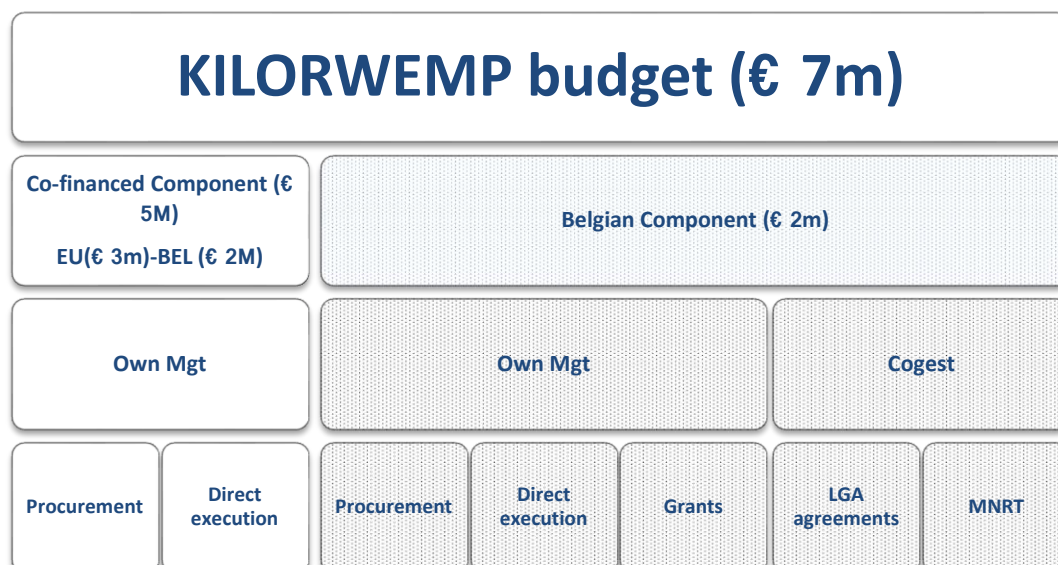 KILORWEMP budget (€ 7m)
Co-financed Component (€
5M)
EU(€ 3m)-BEL (€ 2M)
Belgian Component (€ 2m)
Own Mgt
Own Mgt
Cogest
Procurement
Direct
execution
Procurement
Direct
execution
Grants
LGA
agreements
MNRT